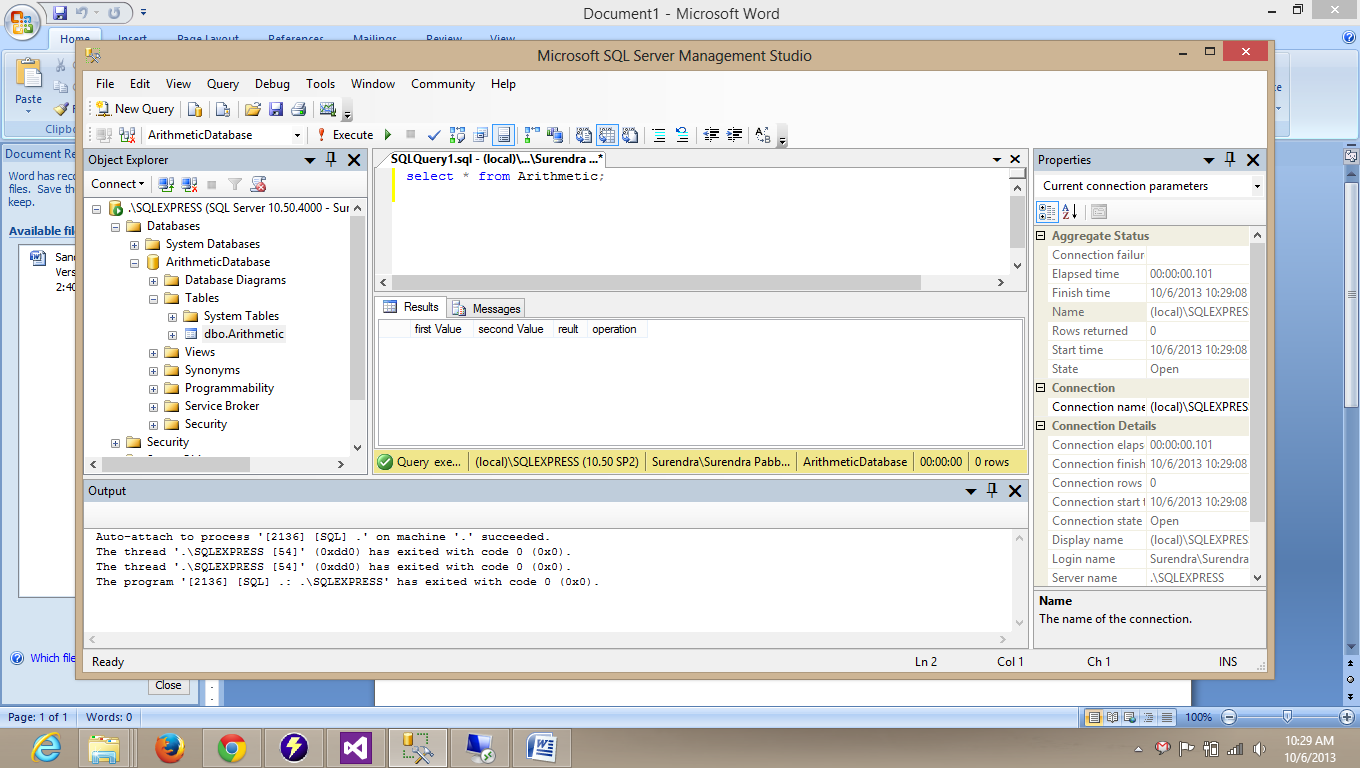 Document1 - Microsoft Word
Home Insert Page Layout References Mailings Review View
Paste
Document Re
Word has reco
files. Save the
keep.
Available file
San
Vers
2:40
Which file
Close
Page: 1 of 1 Words: 0
100%
Microsoft SQL Server Management Studio
File Edit View Query Debug Tools Window Community Help
New Query
ArithmeticDatabase
Execute
Object Explorer
Connect
.\SQLEXPRESS (SQL Server 10.50.4000 - Sur
Databases
System Databases
ArithmeticDatabase
Database Diagrams
Tables
System Tables
dbo.Arithmetic
Views
Synonyms
Programmability
Service Broker
Security
Security
SQLQuery1.sql - (local)\...\Surendra ...*
select * from Arithmetic;
Results Messages
first Value second Value reult operation
Query exe... (local)\SQLEXPRESS (10.50 SP2) Surendra\Surendra Pabb... ArithmeticDatabase 00:00:00 0 rows
Properties
Current connection parameters
Aggregate Status
Connection failur
Elapsed time 00:00:00.101
Finish time 10/6/2013 10:29:08
Name (local)\SQLEXPRESS
Rows returned 0
Start time 10/6/2013 10:29:08
State Open
Connection
Connection name (local)\SQLEXPRESS
Connection Details
Connection elaps 00:00:00.101
Connection finish 10/6/2013 10:29:08
Connection rows 0
Connection start t 10/6/2013 10:29:08
Connection state Open
Display name (local)\SQLEXPRESS
Login name Surendra\Surendra
Server name .\SQLEXPRESS
Name
The name of the connection.
Output
Auto-attach to process '[2136] [SQL] .' on machine '.' succeeded.
The thread '.\SQLEXPRESS [54]' (0xdd0) has exited with code 0 (0x0).
The thread '.\SQLEXPRESS [54]' (0xdd0) has exited with code 0 (0x0).
The program '[2136] [SQL] .: .\SQLEXPRESS' has exited with code 0 (0x0).
Ready Ln 2 Col 1 Ch 1 INS
10:29 AM
10/6/2013